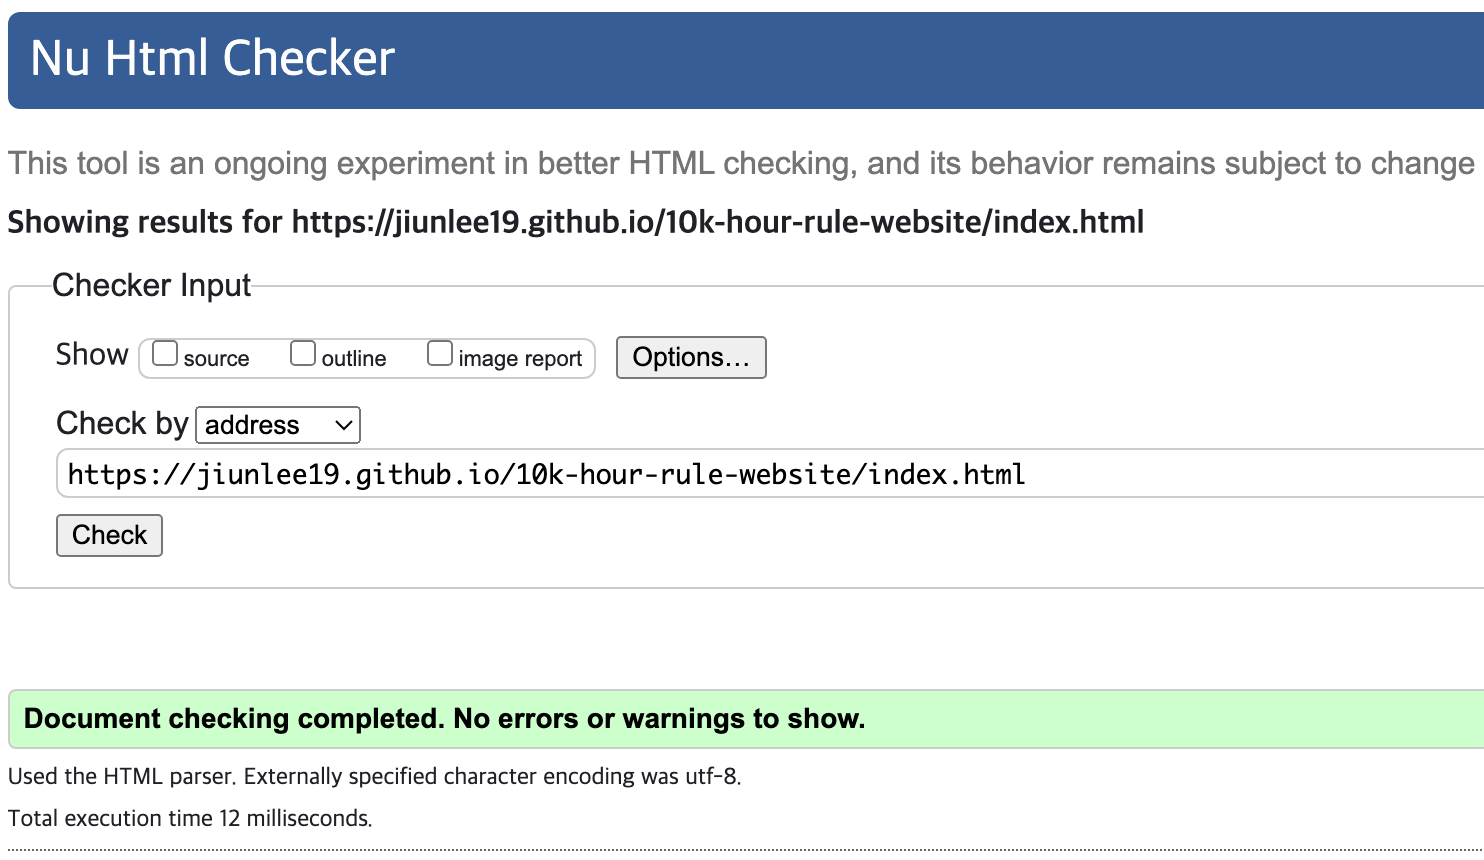 Nu Html Checker
This tool is an ongoing experiment in better HTML checking, and its behavior remains subject to change
Showing results for https://jiunlee19.github.io/10k-hour-rule-website/index.html
Checker Input
Show source outline image report Options...
Check by address
https://jiunlee19.github.io/10k-hour-rule-website/index.html
Check
Document checking completed. No errors or warnings to show.
Used the HTML parser. Externally specified character encoding was utf-8.
Total execution time 12 milliseconds.